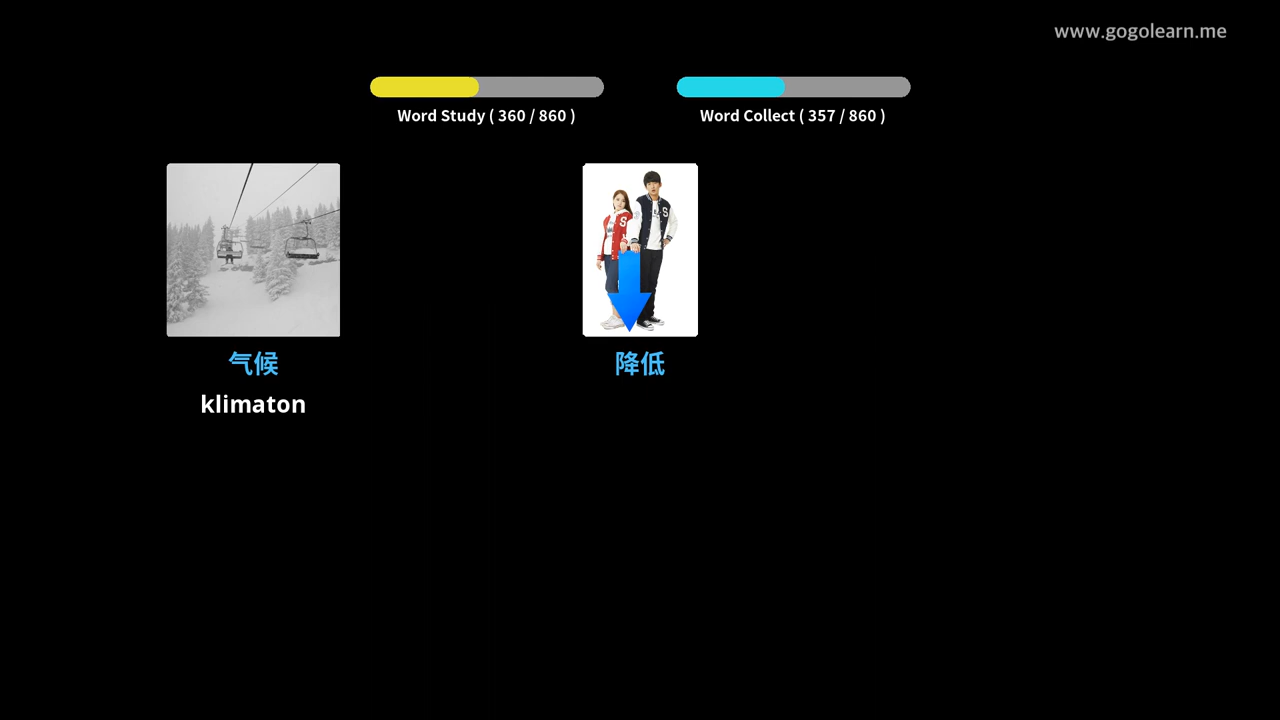 www.gogolearn.me
Word Study ( 360 / 860 )
Word Collect ( 357 / 860 )
S
S
气候
降低
klimaton